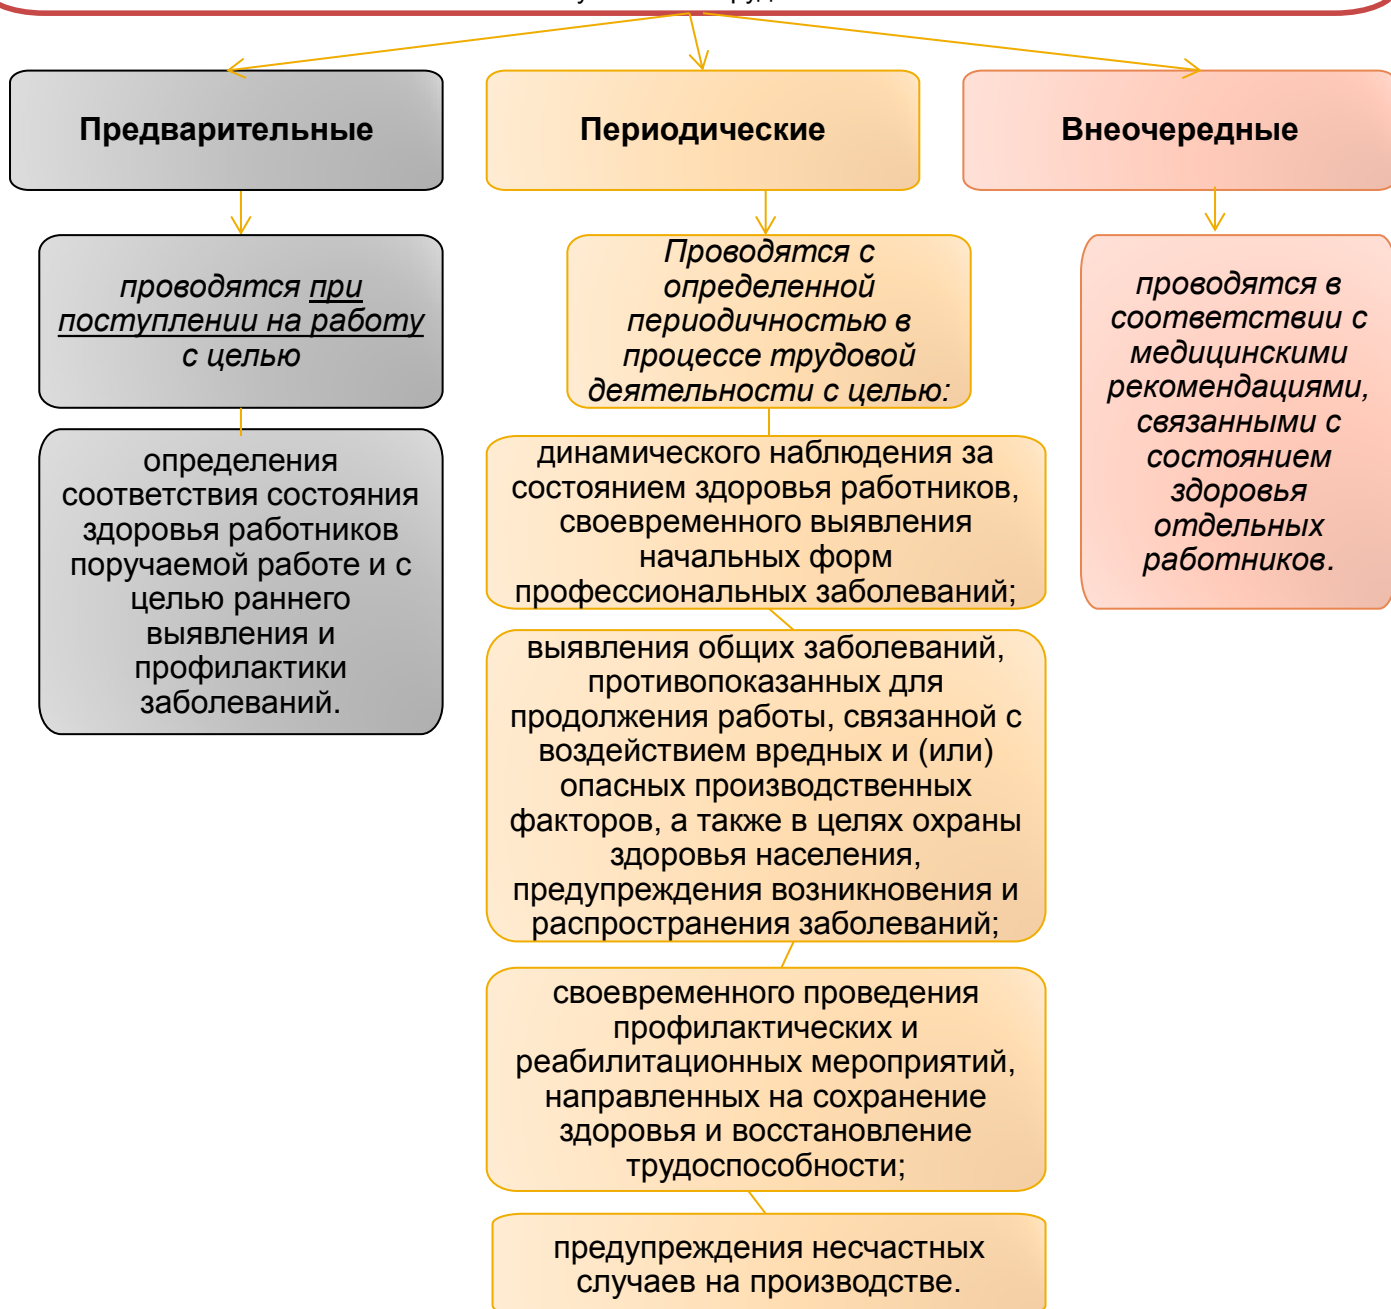 Предварительные
Периодические
Внеочередные
проводятся при
поступлении на работу
с целью
определения
соответствия состояния
здоровья работников
поручаемой работе и с
целью раннего
выявления и
профилактики
заболеваний.
Проводятся с
определенной
периодичностью в
процессе трудовой
деятельности с целью:
динамического наблюдения за
состоянием здоровья работников,
своевременного выявления
начальных форм
профессиональных заболеваний;
выявления общих заболеваний,
противопоказанных для
продолжения работы, связанной с
воздействием вредных и (или)
опасных производственных
факторов, а также в целях охраны
здоровья населения,
предупреждения возникновения и
распространения заболеваний;
своевременного проведения
профилактических и
реабилитационных мероприятий,
направленных на сохранение
здоровья и восстановление
трудоспособности;
предупреждения несчастных
случаев на производстве.
проводятся в
соответствии с
медицинскими
рекомендациями,
связанными с
состоянием
здоровья
отдельных
работников.